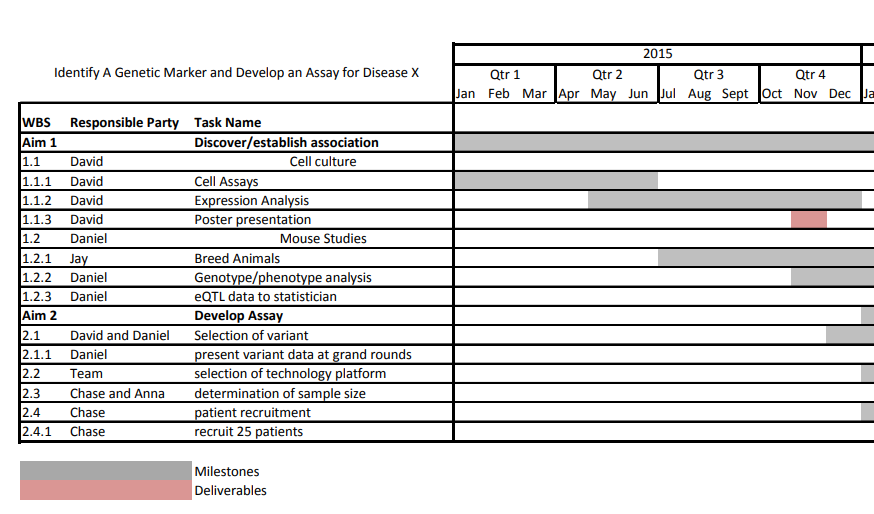 2015
Identify A Genetic Marker and Develop an Assay for Disease X
Qtr 1 Qtr 2 Qtr 3 Qtr 4
Jan Feb Mar Apr May Jun Jul Aug Sept Oct Nov Dec Ja
WBS Responsible Party Task Name
Aim 1 Discover/establish association
1.1 David Cell culture
1.1.1 David Cell Assays
1.1.2 David Expression Analysis
1.1.3 David Poster presentation
1.2 Daniel Mouse Studies
1.2.1 Jay Breed Animals
1.2.2 Daniel Genotype/phenotype analysis
1.2.3 Daniel eQTL data to statistician
Aim 2 Develop Assay
2.1 David and Daniel Selection of variant
2.1.1 Daniel present variant data at grand rounds
2.2 Team selection of technology platform
2.3 Chase and Anna determination of sample size
2.4 Chase patient recruitment
2.4.1 Chase recruit 25 patients
Milestones
Deliverables